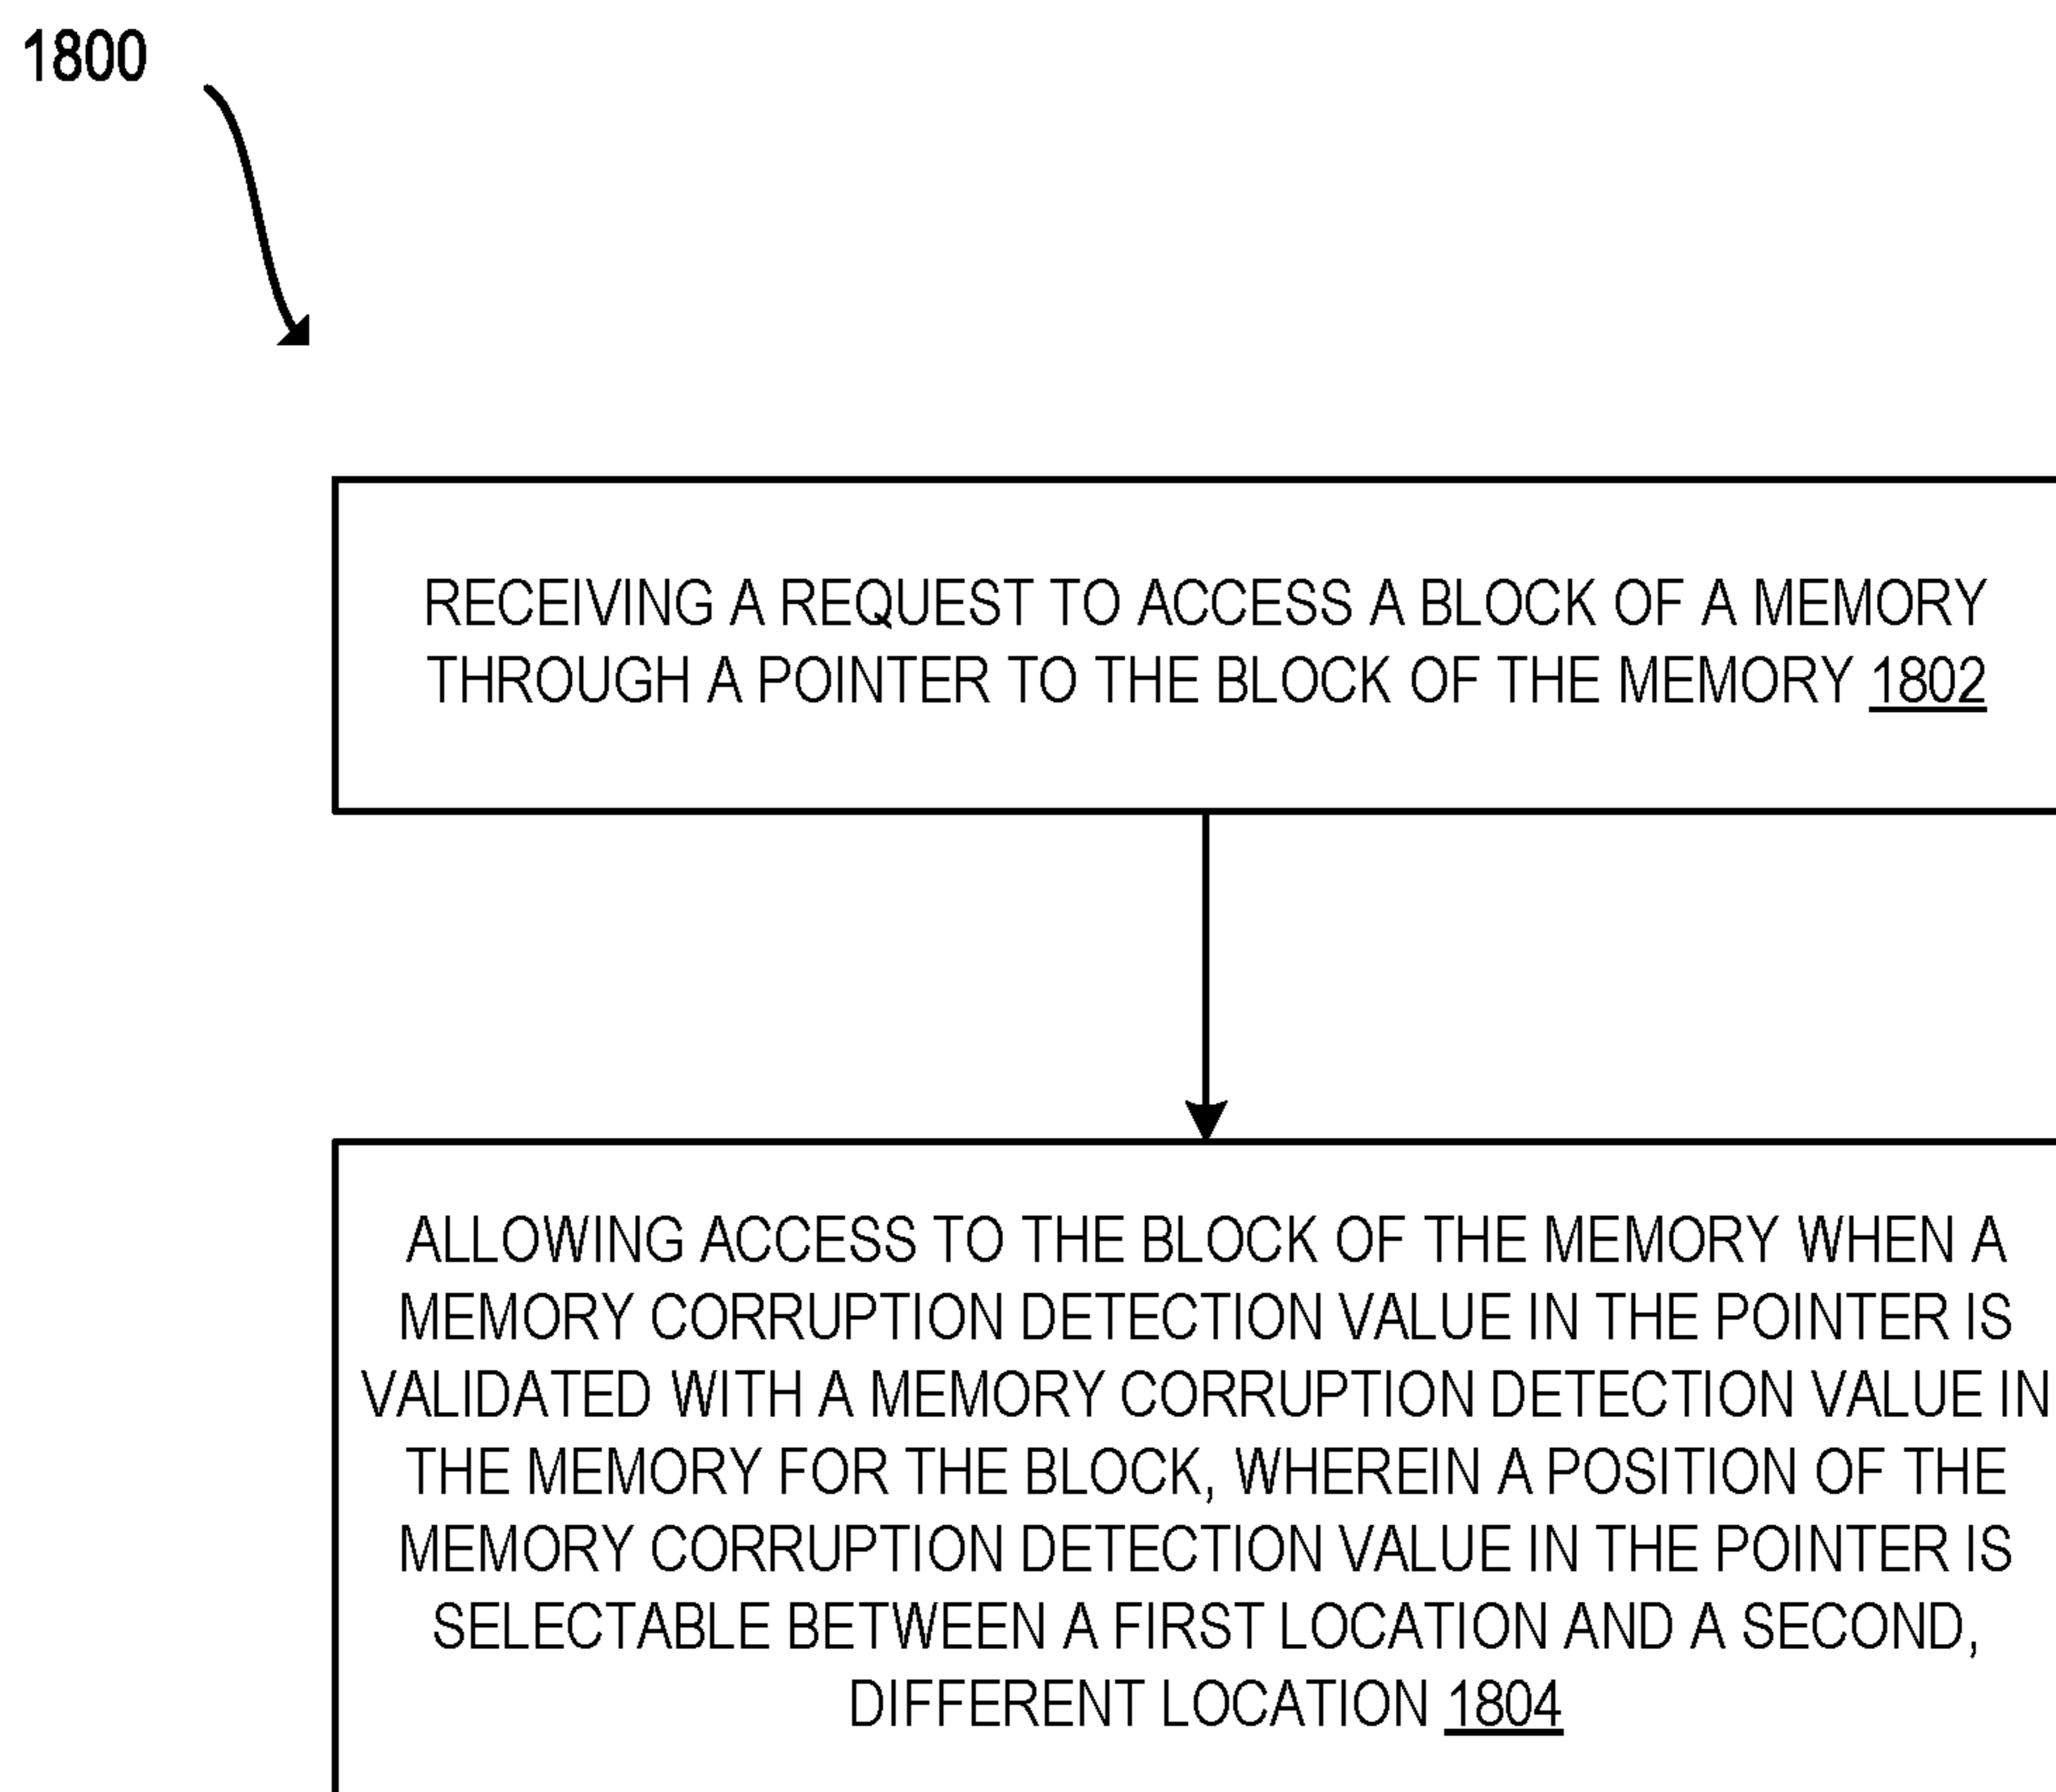 1800
RECEIVING A REQUEST TO ACCESS A BLOCK OF A MEMORY
THROUGH A POINTER TO THE BLOCK OF THE MEMORY 1802
ALLOWING ACCESS TO THE BLOCK OF THE MEMORY WHEN A
MEMORY CORRUPTION DETECTION VALUE IN THE POINTER IS
VALIDATED WITH A MEMORY CORRUPTION DETECTION VALUE IN
THE MEMORY FOR THE BLOCK, WHEREIN A POSITION OF THE
MEMORY CORRUPTION DETECTION VALUE IN THE POINTER IS
SELECTABLE BETWEEN A FIRST LOCATION AND A SECOND,
DIFFERENT LOCATION 1804